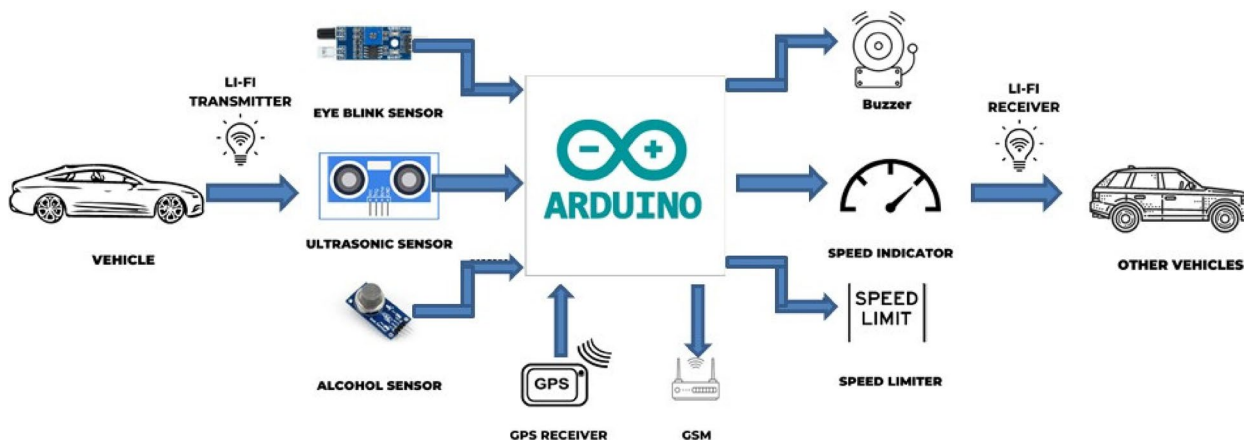 LI-FI
TRANSMITTER
VEHICLE
EYE BLINK SENSOR
ULTRASONIC SENSOR
ALCOHOL SENSOR
ARDUINO
GPS
GPS RECEIVER
GSM
Buzzer
SPEED INDICATOR
SPEED
LIMIT
SPEED LIMITER
LI-FI
RECEIVER
OTHER VEHICLES